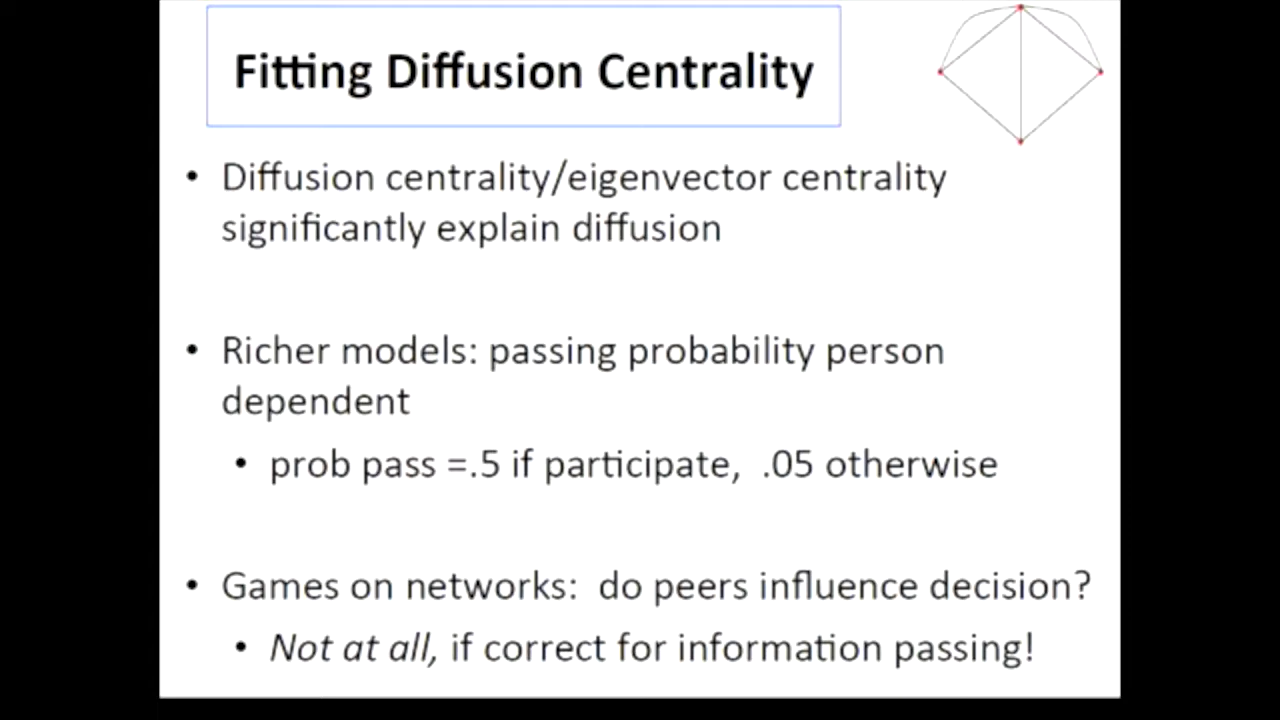 Fitting Diffusion Centrality
• Diffusion centrality/eigenvector centrality
significantly explain diffusion
• Richer models: passing probability person
dependent
• prob pass =.5 if participate, .05 otherwise
• Games on networks: do peers influence decision?
• Not at all, if correct for information passing!